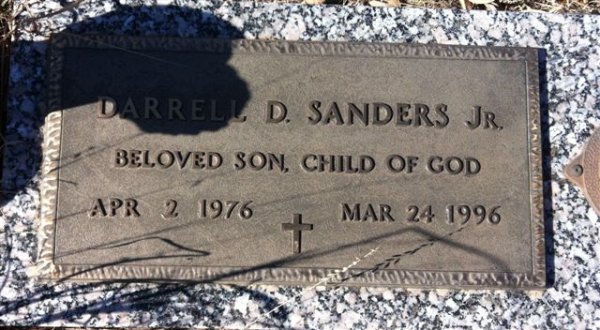 DARRELL D. SANDERS JR.
BELOVED SON, CHILD OF GOD
APR 2 1976 MAR 24 1996